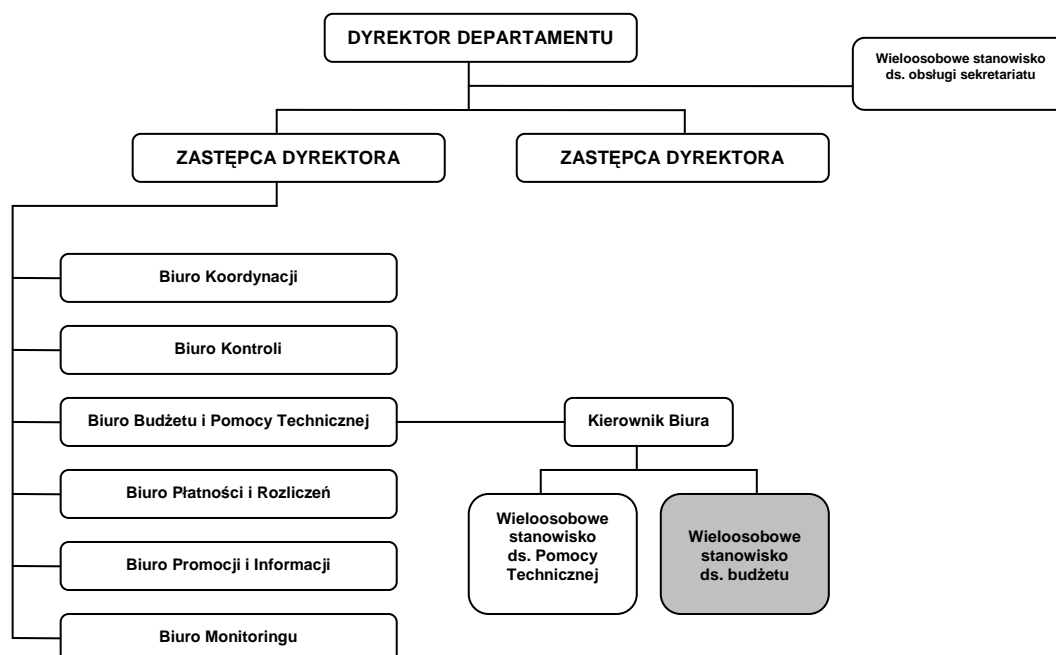 DYREKTOR DEPARTAMENTU
Wieloosobowe stanowisko
ds. obsługi sekretariatu
ZASTĘPCA DYREKTORA
ZASTĘPCA DYREKTORA
Biuro Koordynacji
Biuro Kontroli
Biuro Budżetu i Pomocy Technicznej
Kierownik Biura
Biuro Płatności i Rozliczeń
Wieloosobowe
stanowisko
ds. Pomocy
Technicznej
Wieloosobowe
stanowisko
ds. budżetu
Biuro Promocji i Informacji
Biuro Monitoringu